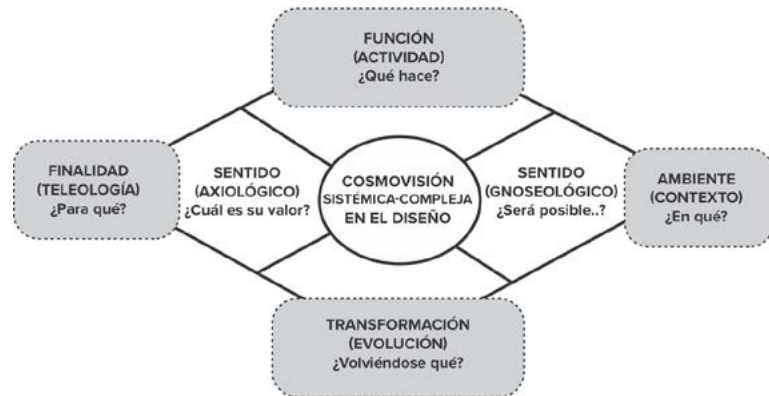 FUNCIÓN
(ACTIVIDAD)
¿Qué hace?
FINALIDAD
(TELEOLOGÍA)
¿Para qué?
SENTIDO
(AXIOLÓGICO)
¿Cuál es su valor?
COSMOVISIÓN
SISTÉMICA-COMPLEJA
EN EL DISEÑO
SENTIDO
(GNOSEOLÓGICO)
¿Será posible..?
AMBIENTE
(CONTEXTO)
¿En qué?
TRANSFORMACIÓN
(EVOLUCIÓN)
¿Volviéndose qué?